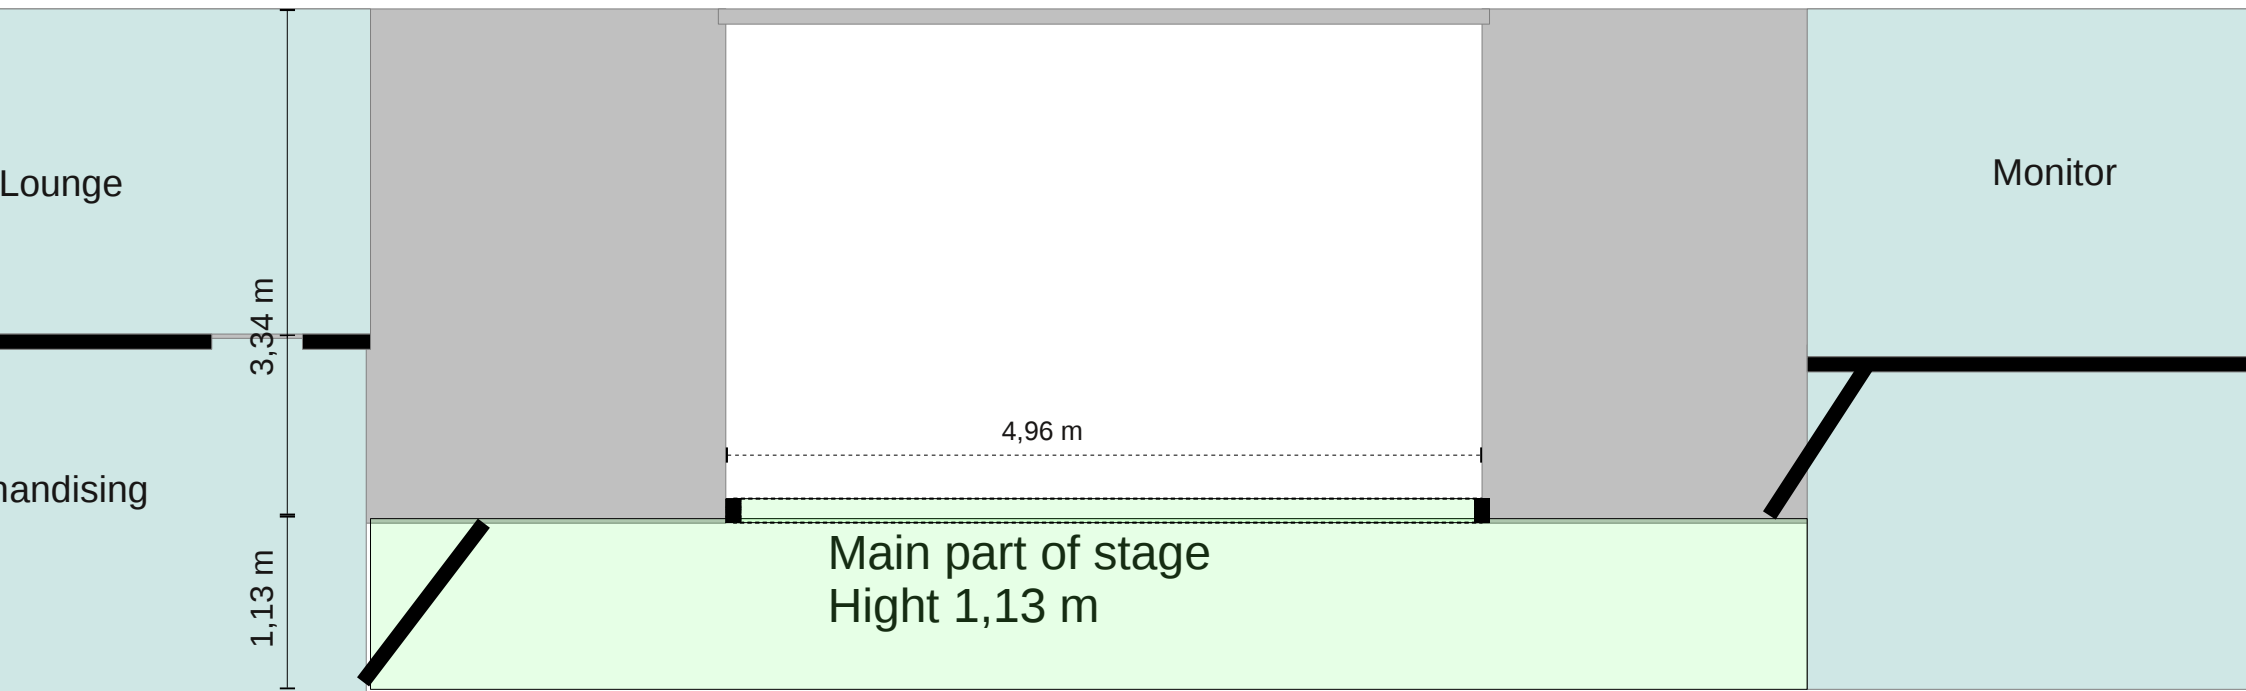 Lounge
Monitor
3,34 m
4,96 m
handising
Main part of stage
Hight 1,13 m
1,13 m